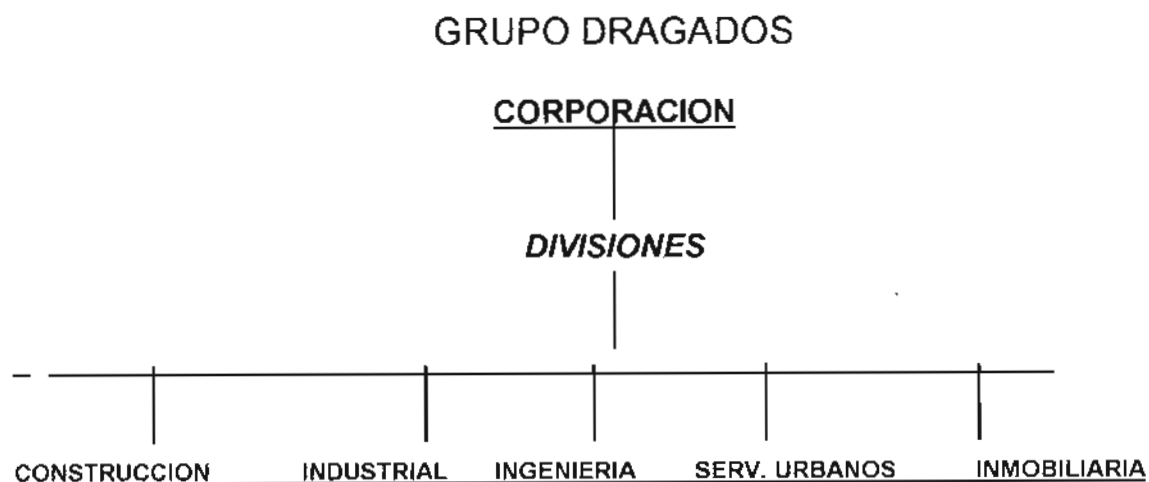 GRUPO DRAGADOS
CORPORACION
DIVISIONES
CONSTRUCCION INDUSTRIAL INGENIERIA SERV. URBANOS INMOBILIARIA